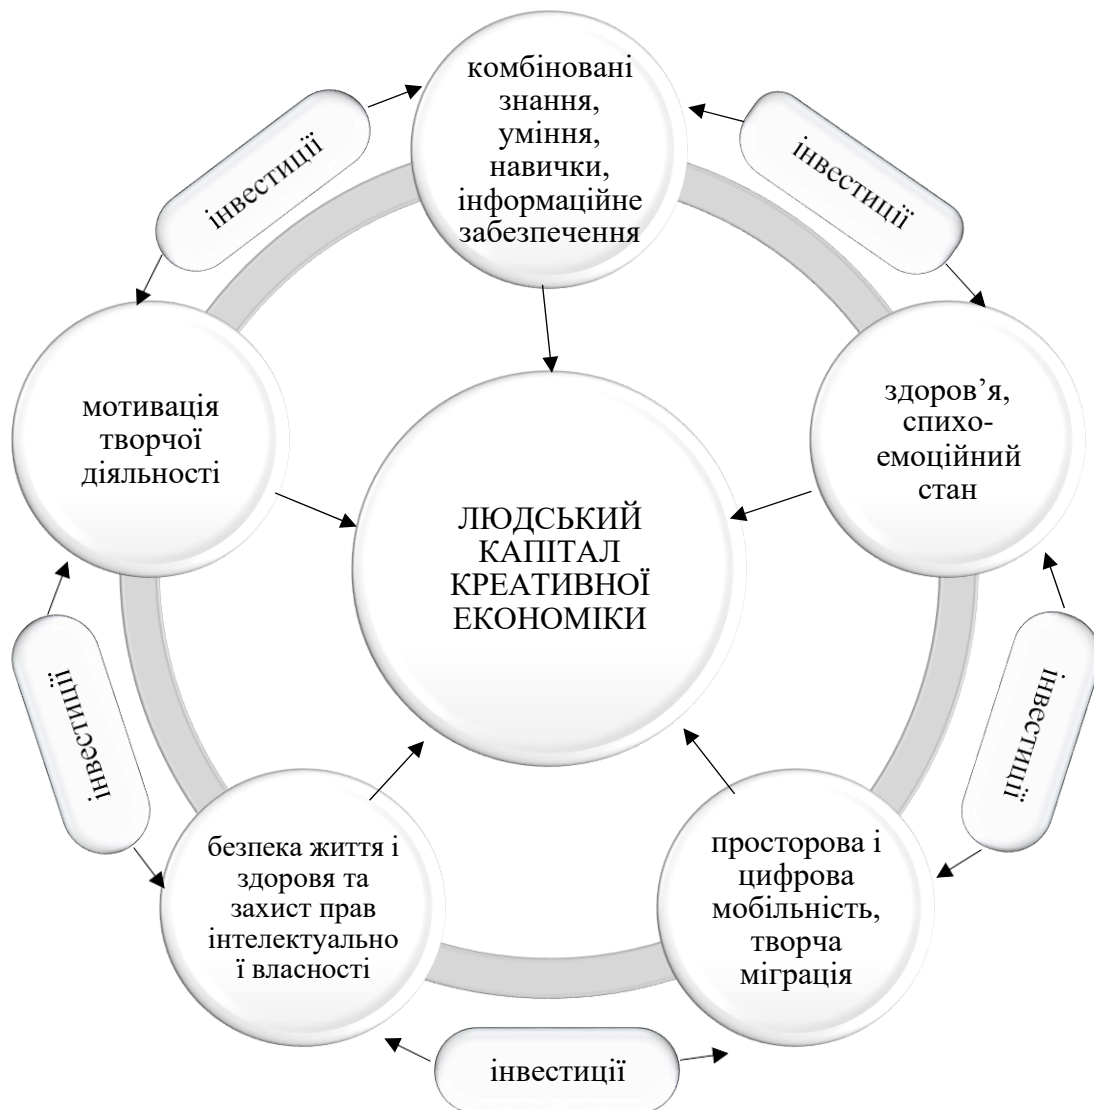 комбіновані
знання,
уміння,
навички,
інформаційне
забезпечення
інвестиції
інвестиції
мотивація
творчої
діяльності
здоров’я,
спихо-
емоційний
стан
ЛЮДСЬКИЙ
КАПІТАЛ
КРЕАТИВНОЇ
ЕКОНОМІКИ
інвестиції
інвестиції
безпека життя і
здоровя та
захист прав
інтелектуально
ї власності
просторова і
цифрова
мобільність,
творча
міграція
інвестиції